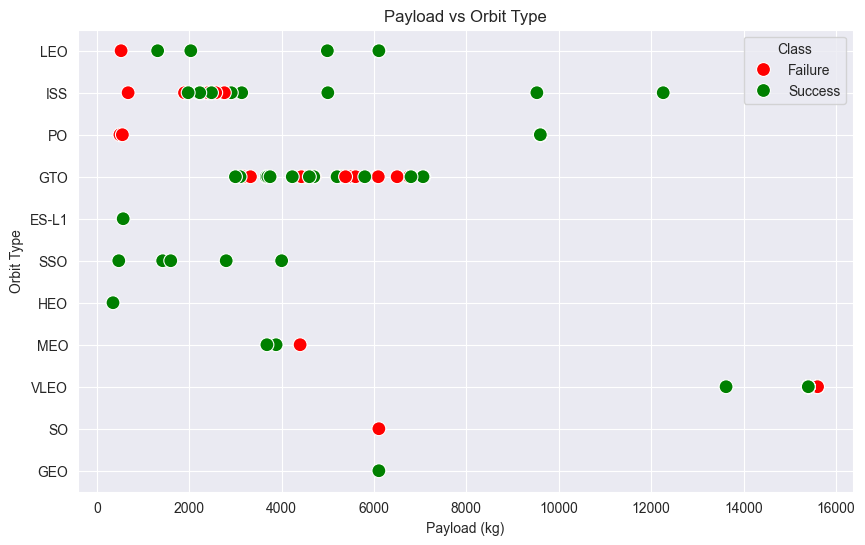 Payload vs Orbit Type
Class
Failure
Success
Orbit Type
LEO
ISS
PO
GTO
ES-L1
SSO
HEO
MEO
VLEO
SO
GEO
0 2000 4000 6000 8000 10000 12000 14000 16000
Payload (kg)